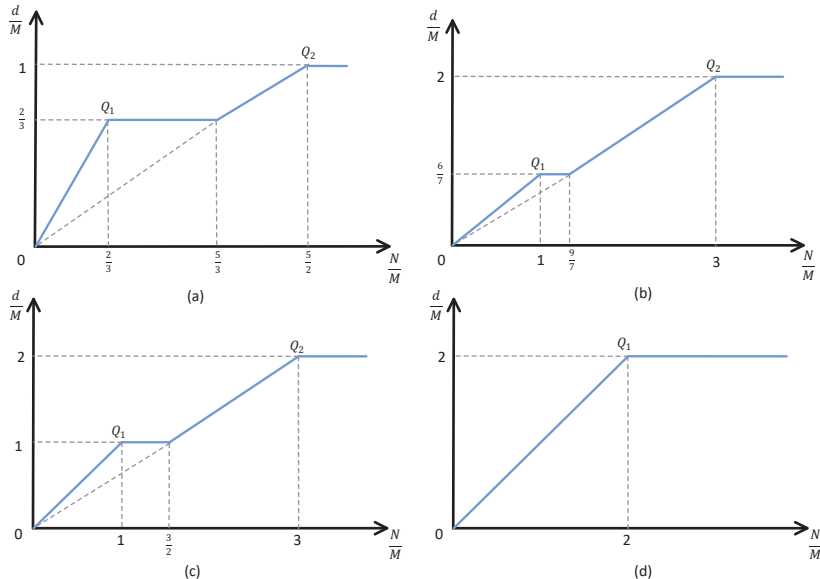 d/M
1
2/3
0
Q₁
Q₂
2/3
5/3
5/2
N/M
(a)
d/M
2
6/7
0
Q₁
Q₂
1
9/7
3
N/M
(b)
d/M
2
1
0
Q₁
Q₂
1
3/2
3
N/M
(c)
d/M
2
0
Q₁
2
N/M
(d)